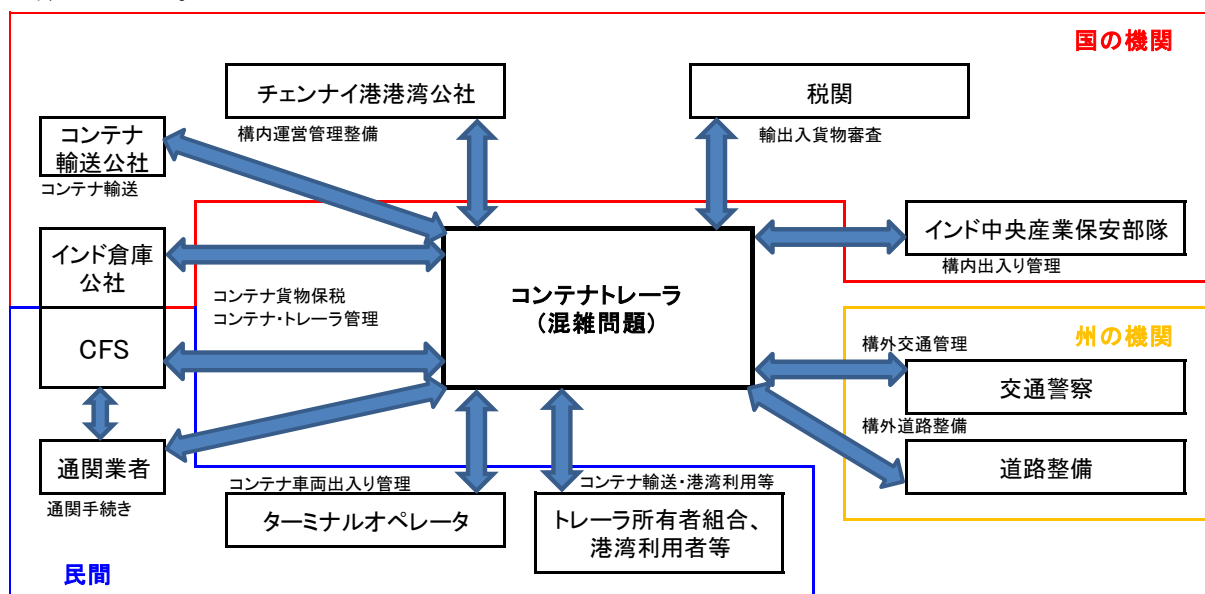 国の機関
チェンナイ港港湾公社
構内運営管理整備
税関
輸出入貨物審査
コンテナ
輸送公社
コンテナ輸送
インド倉庫
公社
インド中央産業保安部隊
構内出入り管理
コンテナ貨物保税
コンテナ・トレーラ管理
コンテナトレーラ
（混雑問題）
CFS
州の機関
構外交通管理
交通警察
構外道路整備
道路整備
通関業者
通関手続き
コンテナ車両出入り管理
ターミナルオペレータ
コンテナ輸送・港湾利用等
トレーラ所有者組合、
港湾利用者等
民間